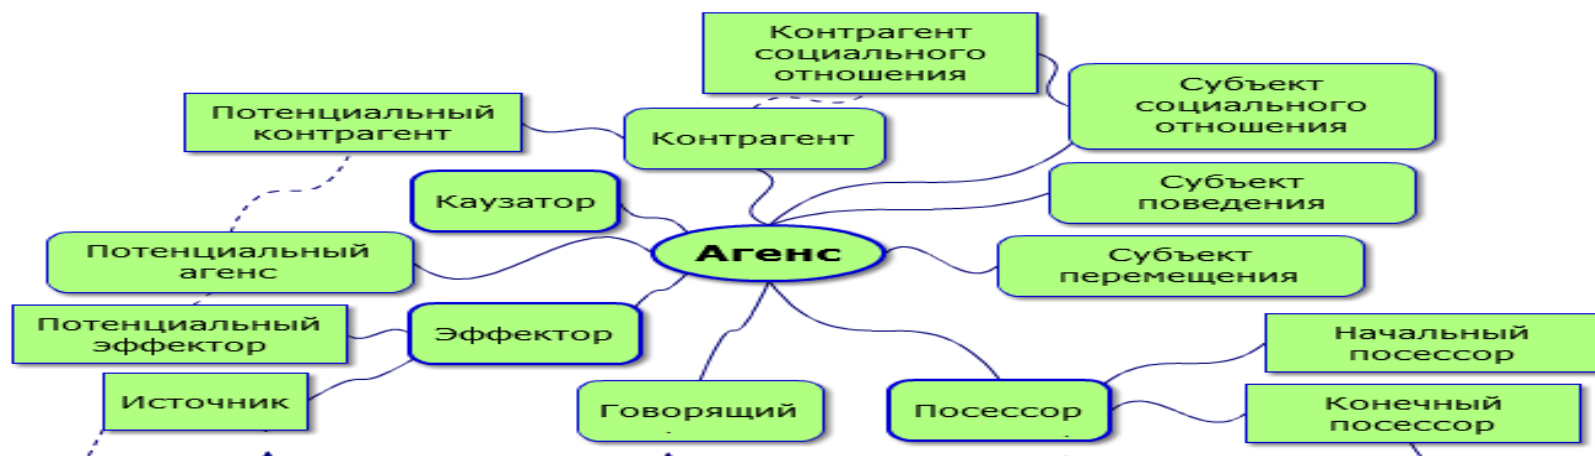 Контрагент
социального
отношения
Субъект
социального
отношения
Потенциальный
контрагент
Контрагент
Каузатор
Субъект
поведения
Агенс
Потенциальный
агенс
Субъект
перемещения
Потенциальный
эффектор
Эффектор
Начальный
посессор
Источник
Говорящий
Посессор
Конечный
посессор